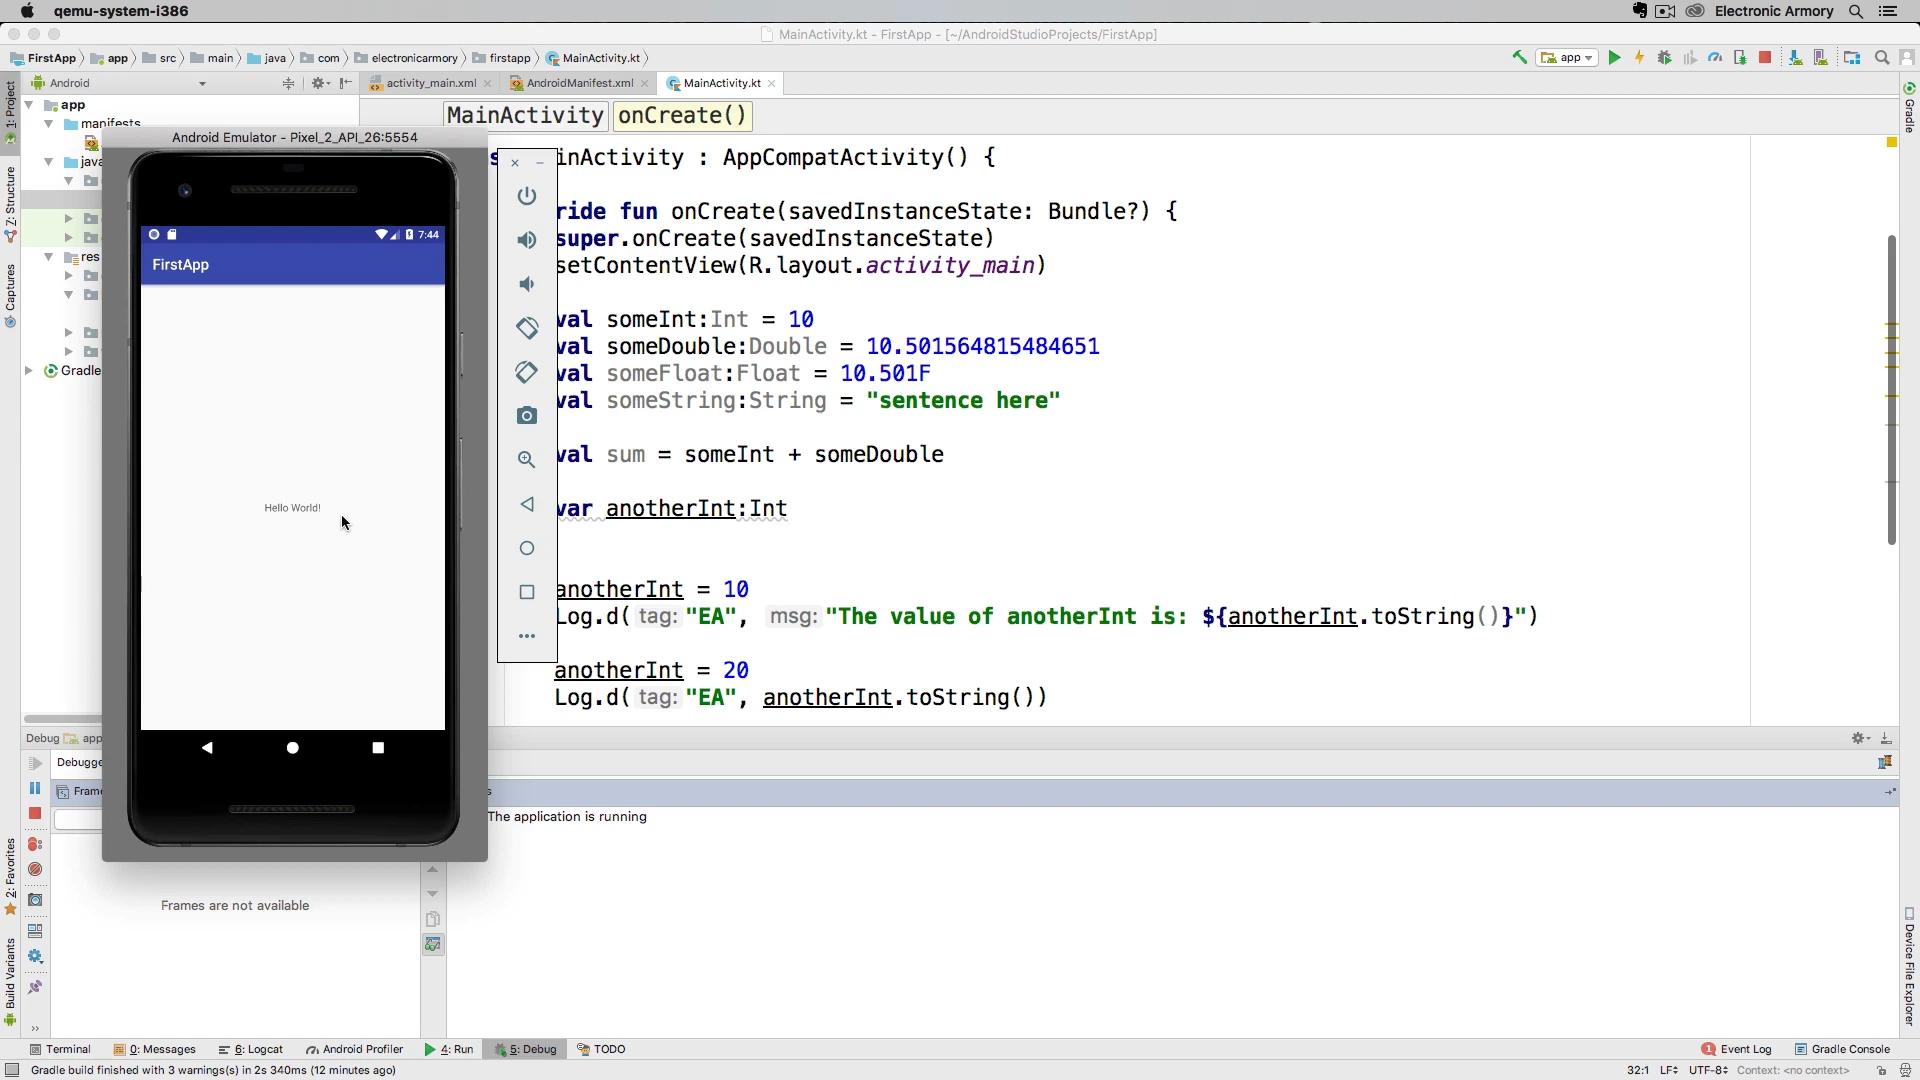 qemu-system-i386
Electronic Armory
MainActivity.kt - FirstApp - [~/AndroidStudioProjects/FirstApp]
FirstApp
app
src
main
java
com
electronicarmory
firstapp
MainActivity.kt
app
1: Project
Z: Structure
Captures
2: Favorites
Build Variants
Android
activity_main.xml
AndroidManifest.xml
MainActivity.kt
Gradle
Device File Explorer
app
manifests
java
res
Gradle
MainActivity
onCreate()
Android Emulator - Pixel_2_API_26:5554
7:44
FirstApp
Hello World!
inActivity : AppCompatActivity() {
ride fun onCreate(savedInstanceState: Bundle?) {
super.onCreate(savedInstanceState)
setContentView(R.layout.activity_main)
val someInt:Int = 10
val someDouble:Double = 10.501564815484651
val someFloat:Float = 10.501F
val someString:String = "sentence here"
val sum = someInt + someDouble
var anotherInt:Int
anotherInt = 10
Log.d( tag: "EA", msg: "The value of anotherInt is: ${anotherInt.toString()}")
anotherInt = 20
Log.d( tag: "EA", anotherInt.toString())
Debug
app
Debugge
Frame
s
The application is running
Frames are not available
Terminal
0: Messages
6: Logcat
Android Profiler
4: Run
5: Debug
TODO
1
Event Log
Gradle Console
Gradle build finished with 3 warnings(s) in 2s 340ms (12 minutes ago)
32:1
LF
UTF-8
Context: <no context>